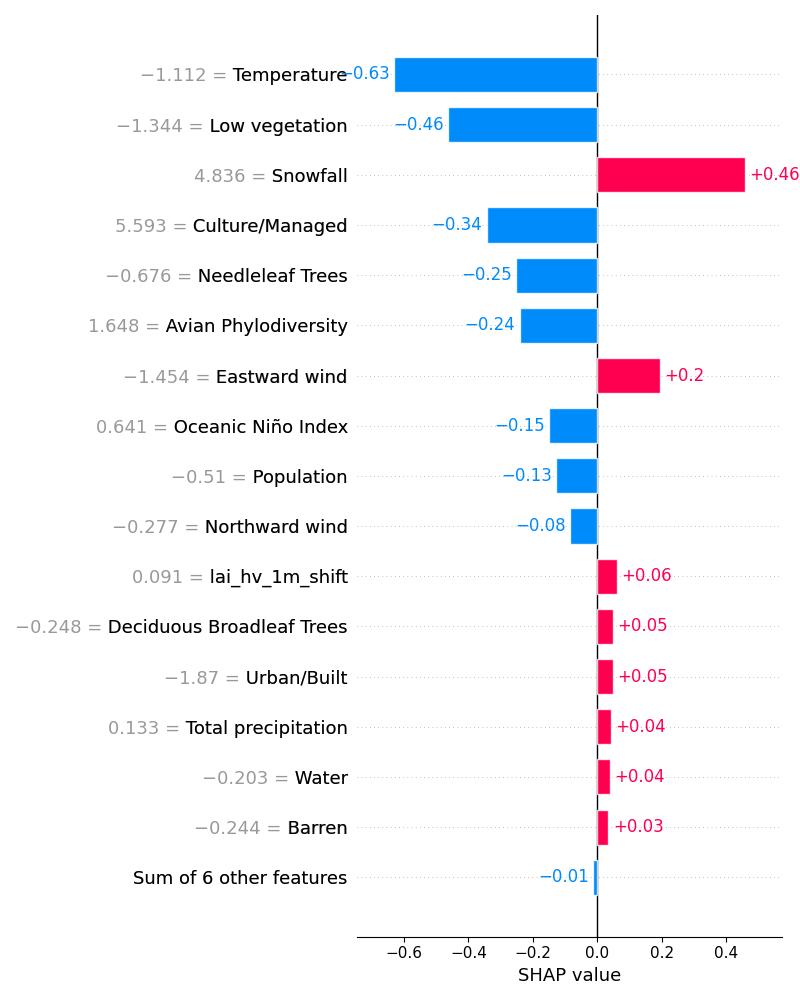 −1.112 = Temperature −0.63
−1.344 = Low vegetation −0.46
4.836 = Snowfall +0.46
5.593 = Culture/Managed −0.34
−0.676 = Needleleaf Trees −0.25
1.648 = Avian Phylodiversity −0.24
−1.454 = Eastward wind +0.2
0.641 = Oceanic Niño Index −0.15
−0.51 = Population −0.13
−0.277 = Northward wind −0.08
0.091 = lai_hv_1m_shift +0.06
−0.248 = Deciduous Broadleaf Trees +0.05
−1.87 = Urban/Built +0.05
0.133 = Total precipitation +0.04
−0.203 = Water +0.04
−0.244 = Barren +0.03
Sum of 6 other features −0.01
−0.6 −0.4 −0.2 0.0 0.2 0.4
SHAP value